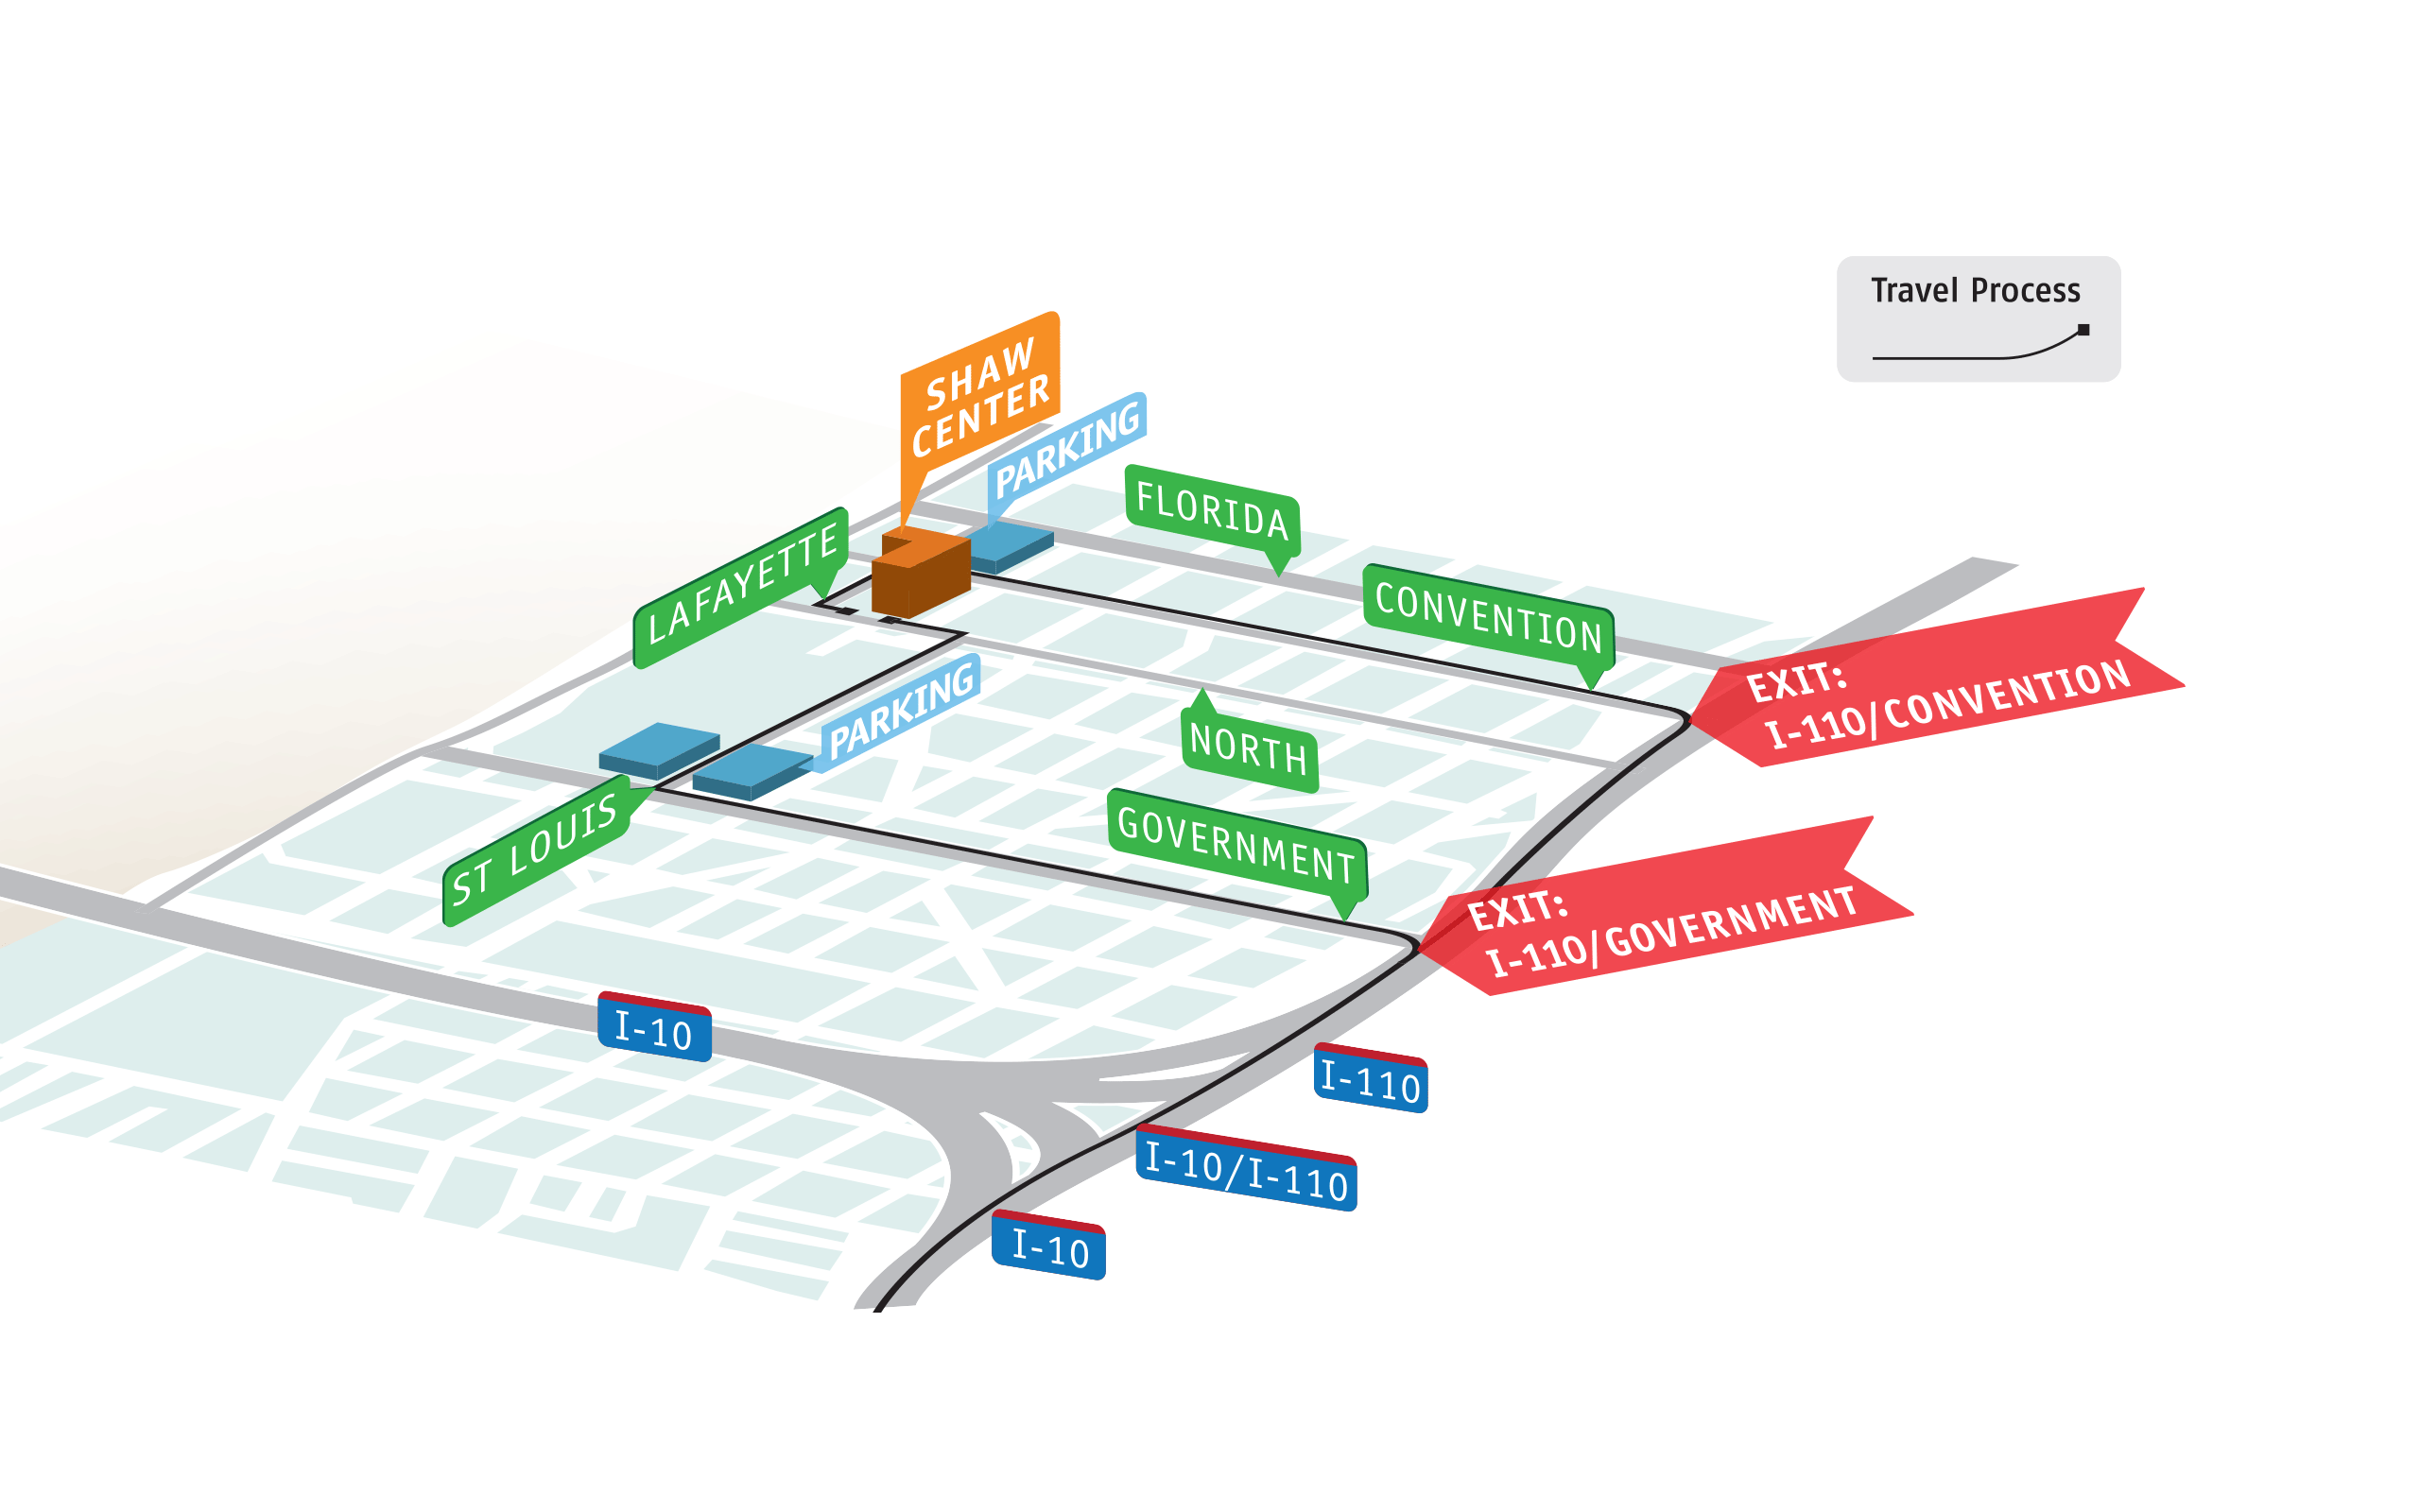 Travel Process
SHAW
CENTER
PARKING
FLORIDA
LAFAYETTE
CONVENTION
EXIT:
I-110/CONVENTION
PARKING
NORTH
ST LOUIS
GOVERNMENT
EXIT:
I-110/GOVERNMENT
I-10
I-110
I-10/I-110
I-10